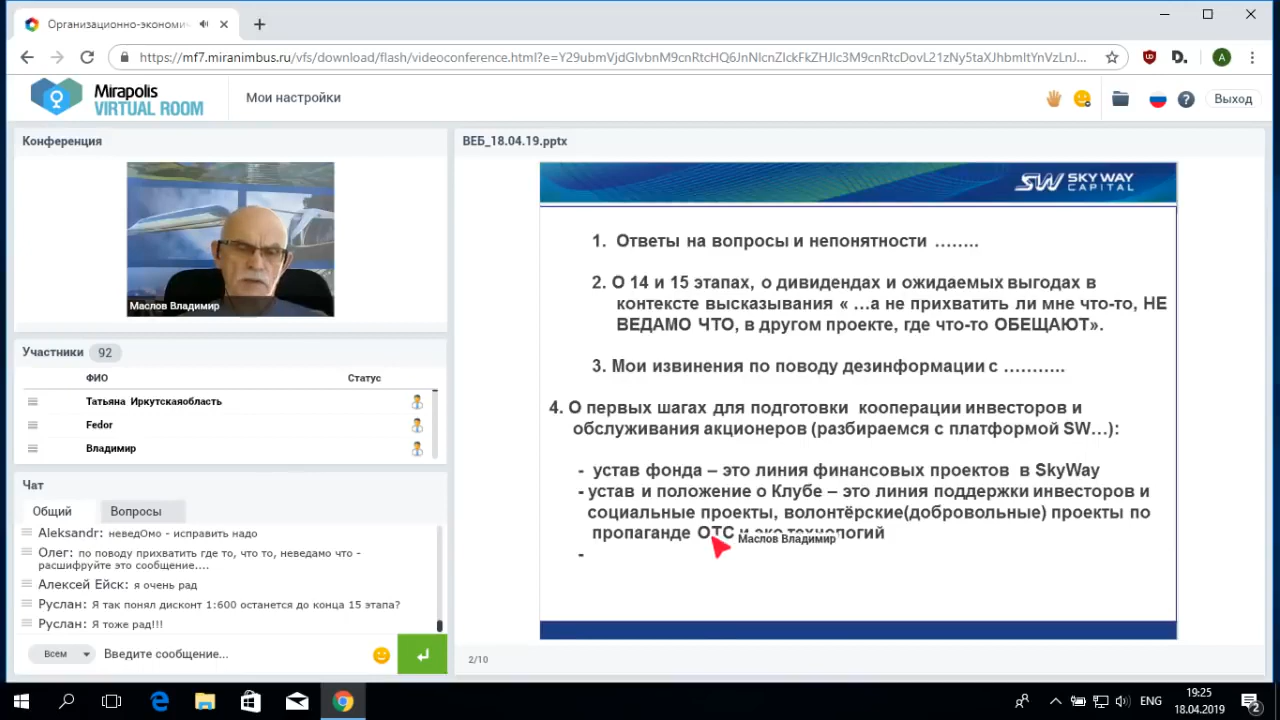 Организационно-экономич
https://mf7.miranimbus.ru/vfs/download/flash/videoconference.html?e=
Mirapolis
VIRTUAL ROOM
Мои настройки
Выход
Конференция
Маслов Владимир
Участники 92
ФИО Статус
Татьяна Иркутскаяобласть
Fedor
Владимир
Чат
Общий Вопросы
Aleksandr: неведОмо - исправить надо
Олег: по поводу прихватить где то, что то, неведамо что -
расшифруйте это сообщение....
Алексей Ейск: я очень рад
Руслан: Я так понял дисконт 1:600 останется до конца 15 этапа?
Руслан: Я тоже рад!!!
Всем Введите сообщение...
ВЕБ_18.04.19.pptx
SW SKY WAY
CAPITAL
1. Ответы на вопросы и непонятности ……..
2. О 14 и 15 этапах, о дивидендах и ожидаемых выгодах в
контексте высказывания « …а не прихватить ли мне что-то, НЕ
ВЕДАМО ЧТО, в другом проекте, где что-то ОБЕЩАЮТ».
3. Мои извинения по поводу дезинформации с ………..
4. О первых шагах для подготовки кооперации инвесторов и
обслуживания акционеров (разбираемся с платформой SW…):
- устав фонда – это линия финансовых проектов в SkyWay
- устав и положение о Клубе – это линия поддержки инвесторов и
социальные проекты, волонтёрские(добровольные) проекты по
пропаганде ОТС и эко технологий
-
Маслов Владимир
2/10
ENG
19:25
18.04.2019
2